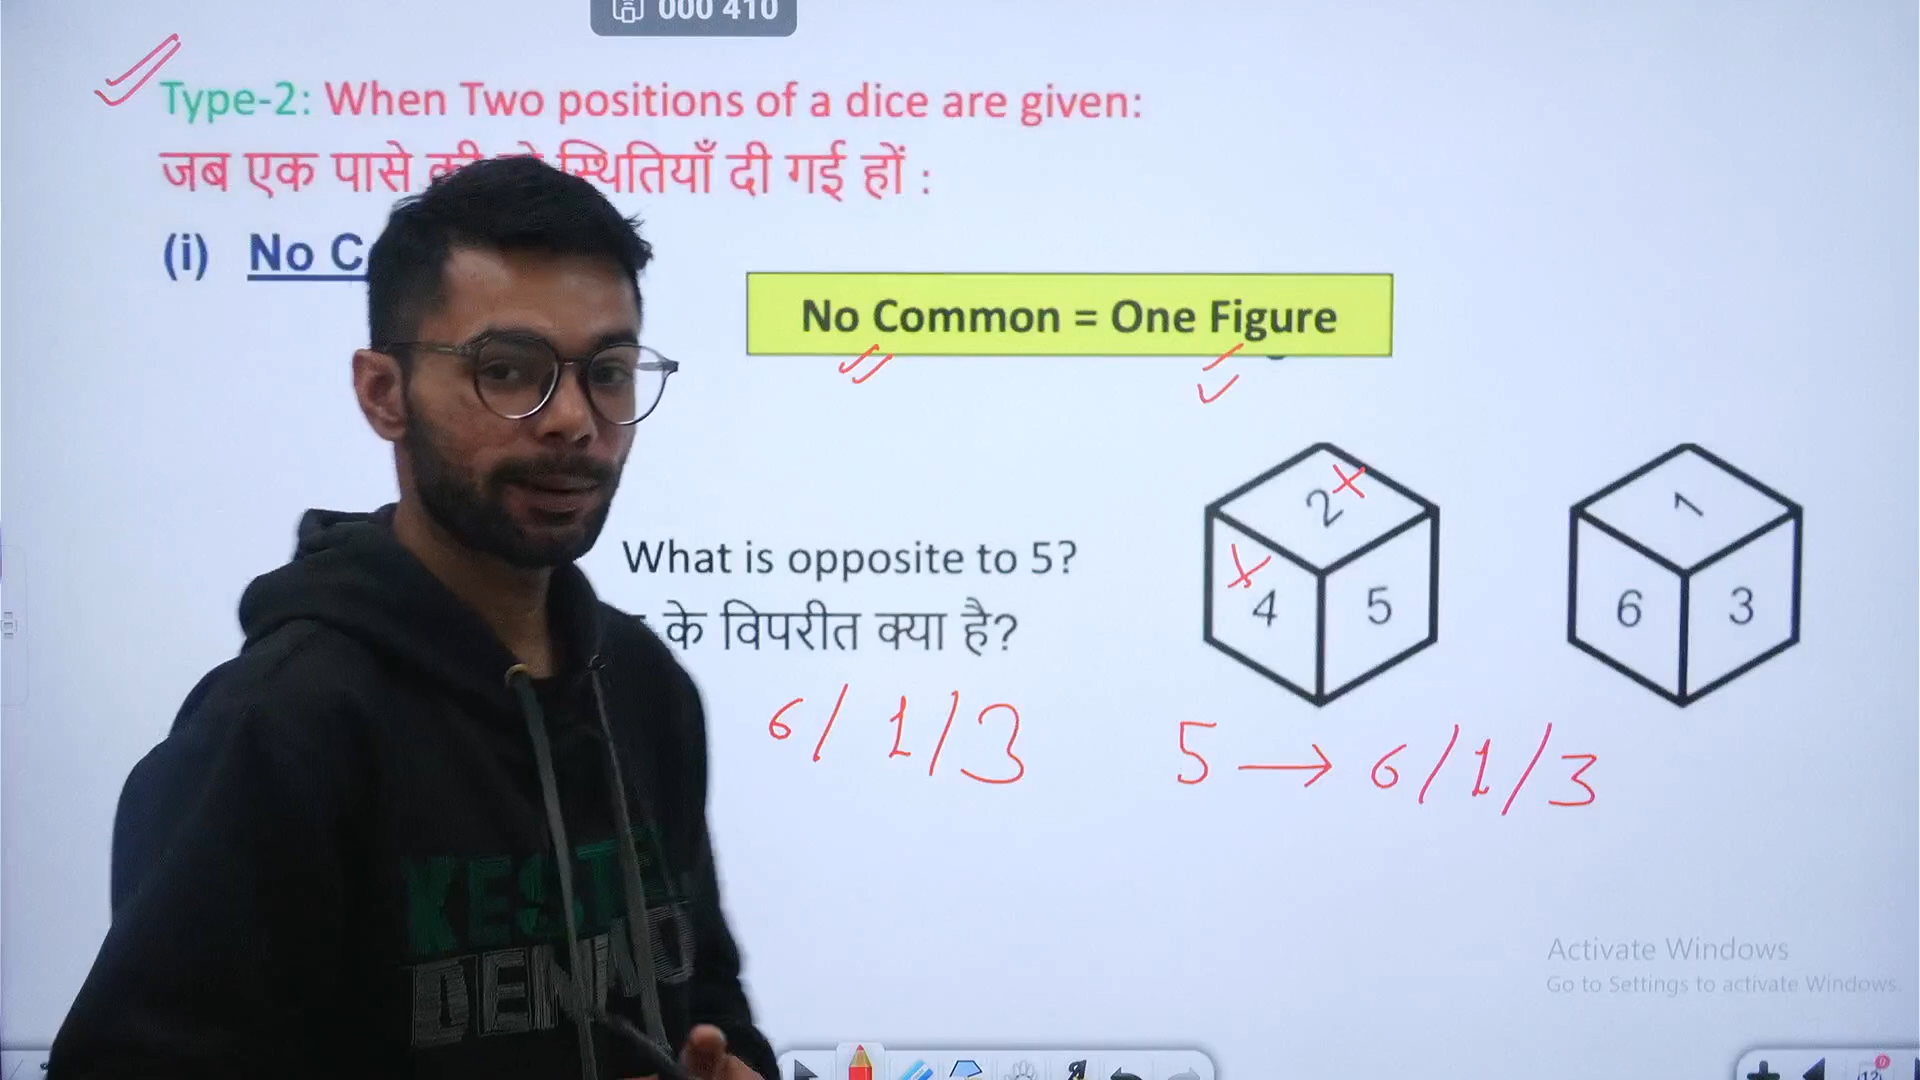 000 410
Type-2: When Two positions of a dice are given:
जब एक पासे की स्थितियाँ दी गई हों :
(i) No
No Common = One Figure
What is opposite to 5?
के विपरीत क्या है?
2
4
5
1
6
3
6/ 1/3
5 → 6/1/3
Activate Windows
Go to Settings to activate Windows.